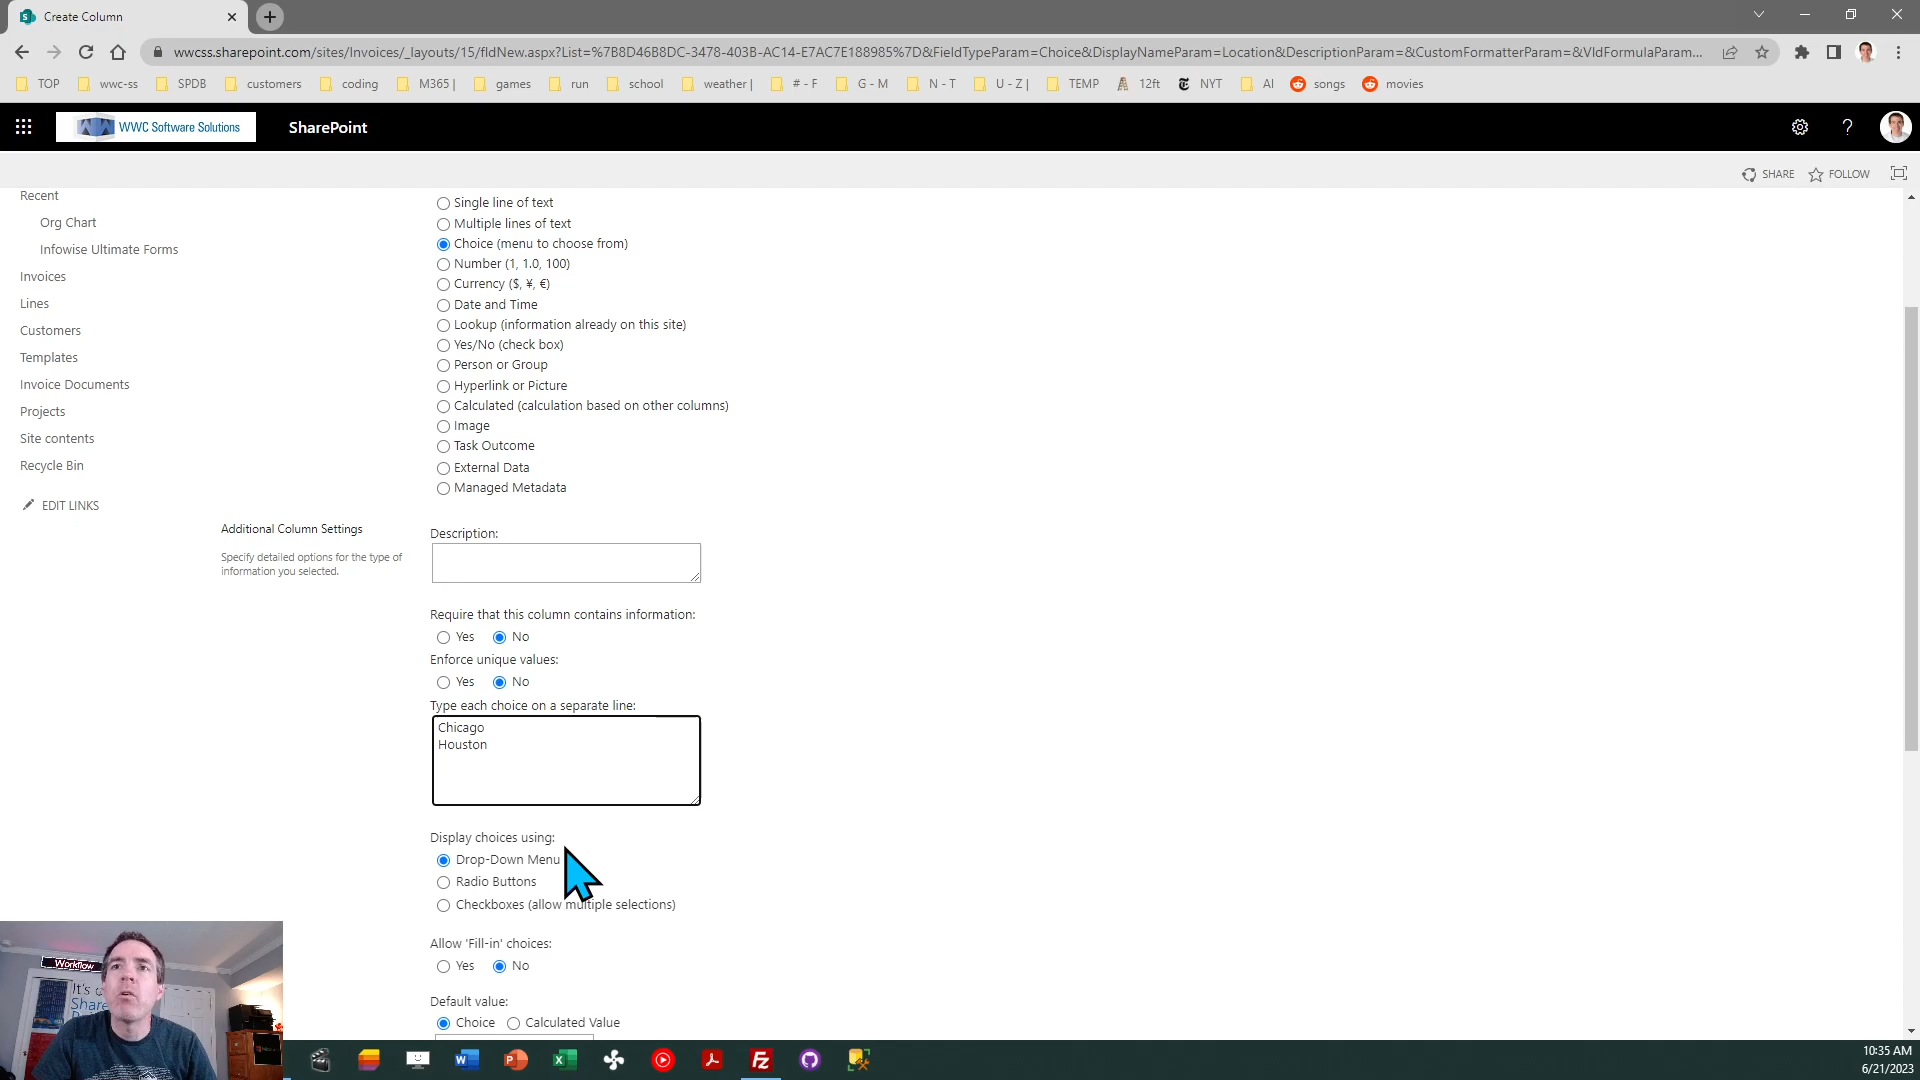 Create Column
wwcss.sharepoint.com/sites/Invoices/_layouts/15/fldNew.aspx?List=%7B8D46B8DC-3478-403B-AC14-E7AC7E188985%7D&FieldTypeParam=Choice&DisplayNameParam=Location&DescriptionParam=&CustomFormatterParam=&VldFormulaParam...
TOP wwc-ss SPDB customers coding M365 | games run school weather | # - F G - M N - T U - Z | TEMP 12ft NYT AI songs movies
WWC Software Solutions SharePoint
SHARE FOLLOW
Recent
Org Chart
Infowise Ultimate Forms
Invoices
Lines
Customers
Templates
Invoice Documents
Projects
Site contents
Recycle Bin
EDIT LINKS
Single line of text
Multiple lines of text
Choice (menu to choose from)
Number (1, 1.0, 100)
Currency ($, ¥, €)
Date and Time
Lookup (information already on this site)
Yes/No (check box)
Person or Group
Hyperlink or Picture
Calculated (calculation based on other columns)
Image
Task Outcome
External Data
Managed Metadata
Additional Column Settings
Specify detailed options for the type of
information you selected.
Description:
Require that this column contains information:
Yes No
Enforce unique values:
Yes No
Type each choice on a separate line:
Chicago
Houston
Display choices using:
Drop-Down Menu
Radio Buttons
Checkboxes (allow multiple selections)
Allow 'Fill-in' choices:
Yes No
Default value:
Choice Calculated Value
Workflow
It's
Share
10:35 AM
6/21/2023